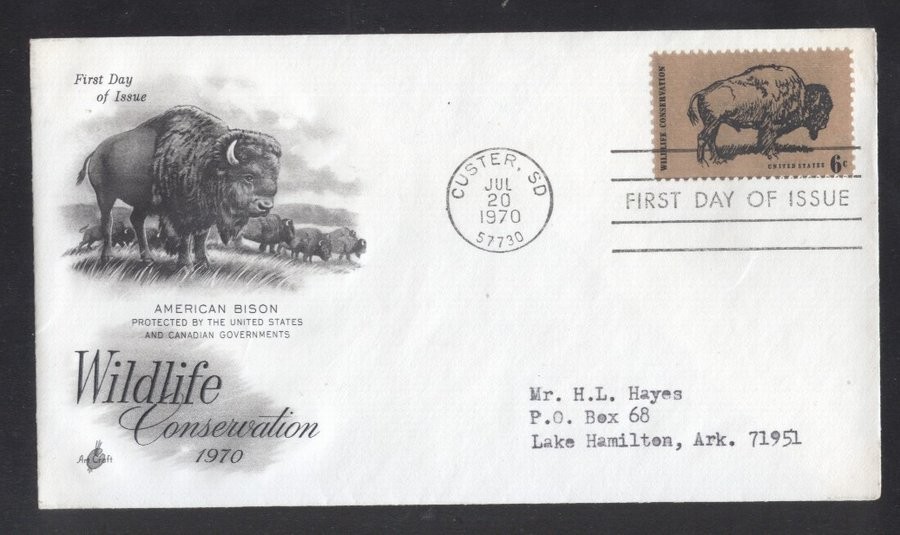 First Day
of Issue
AMERICAN BISON
PROTECTED BY THE UNITED STATES
AND CANADIAN GOVERNMENTS
Wildlife
Conservation
1970
ArtCraft
CUSTER, SD
JUL
20
1970
57730
WILDLIFE CONSERVATION
UNITED STATES 6c
FIRST DAY OF ISSUE
Mr. H.L. Hayes
P.O. Box 68
Lake Hamilton, Ark. 71951